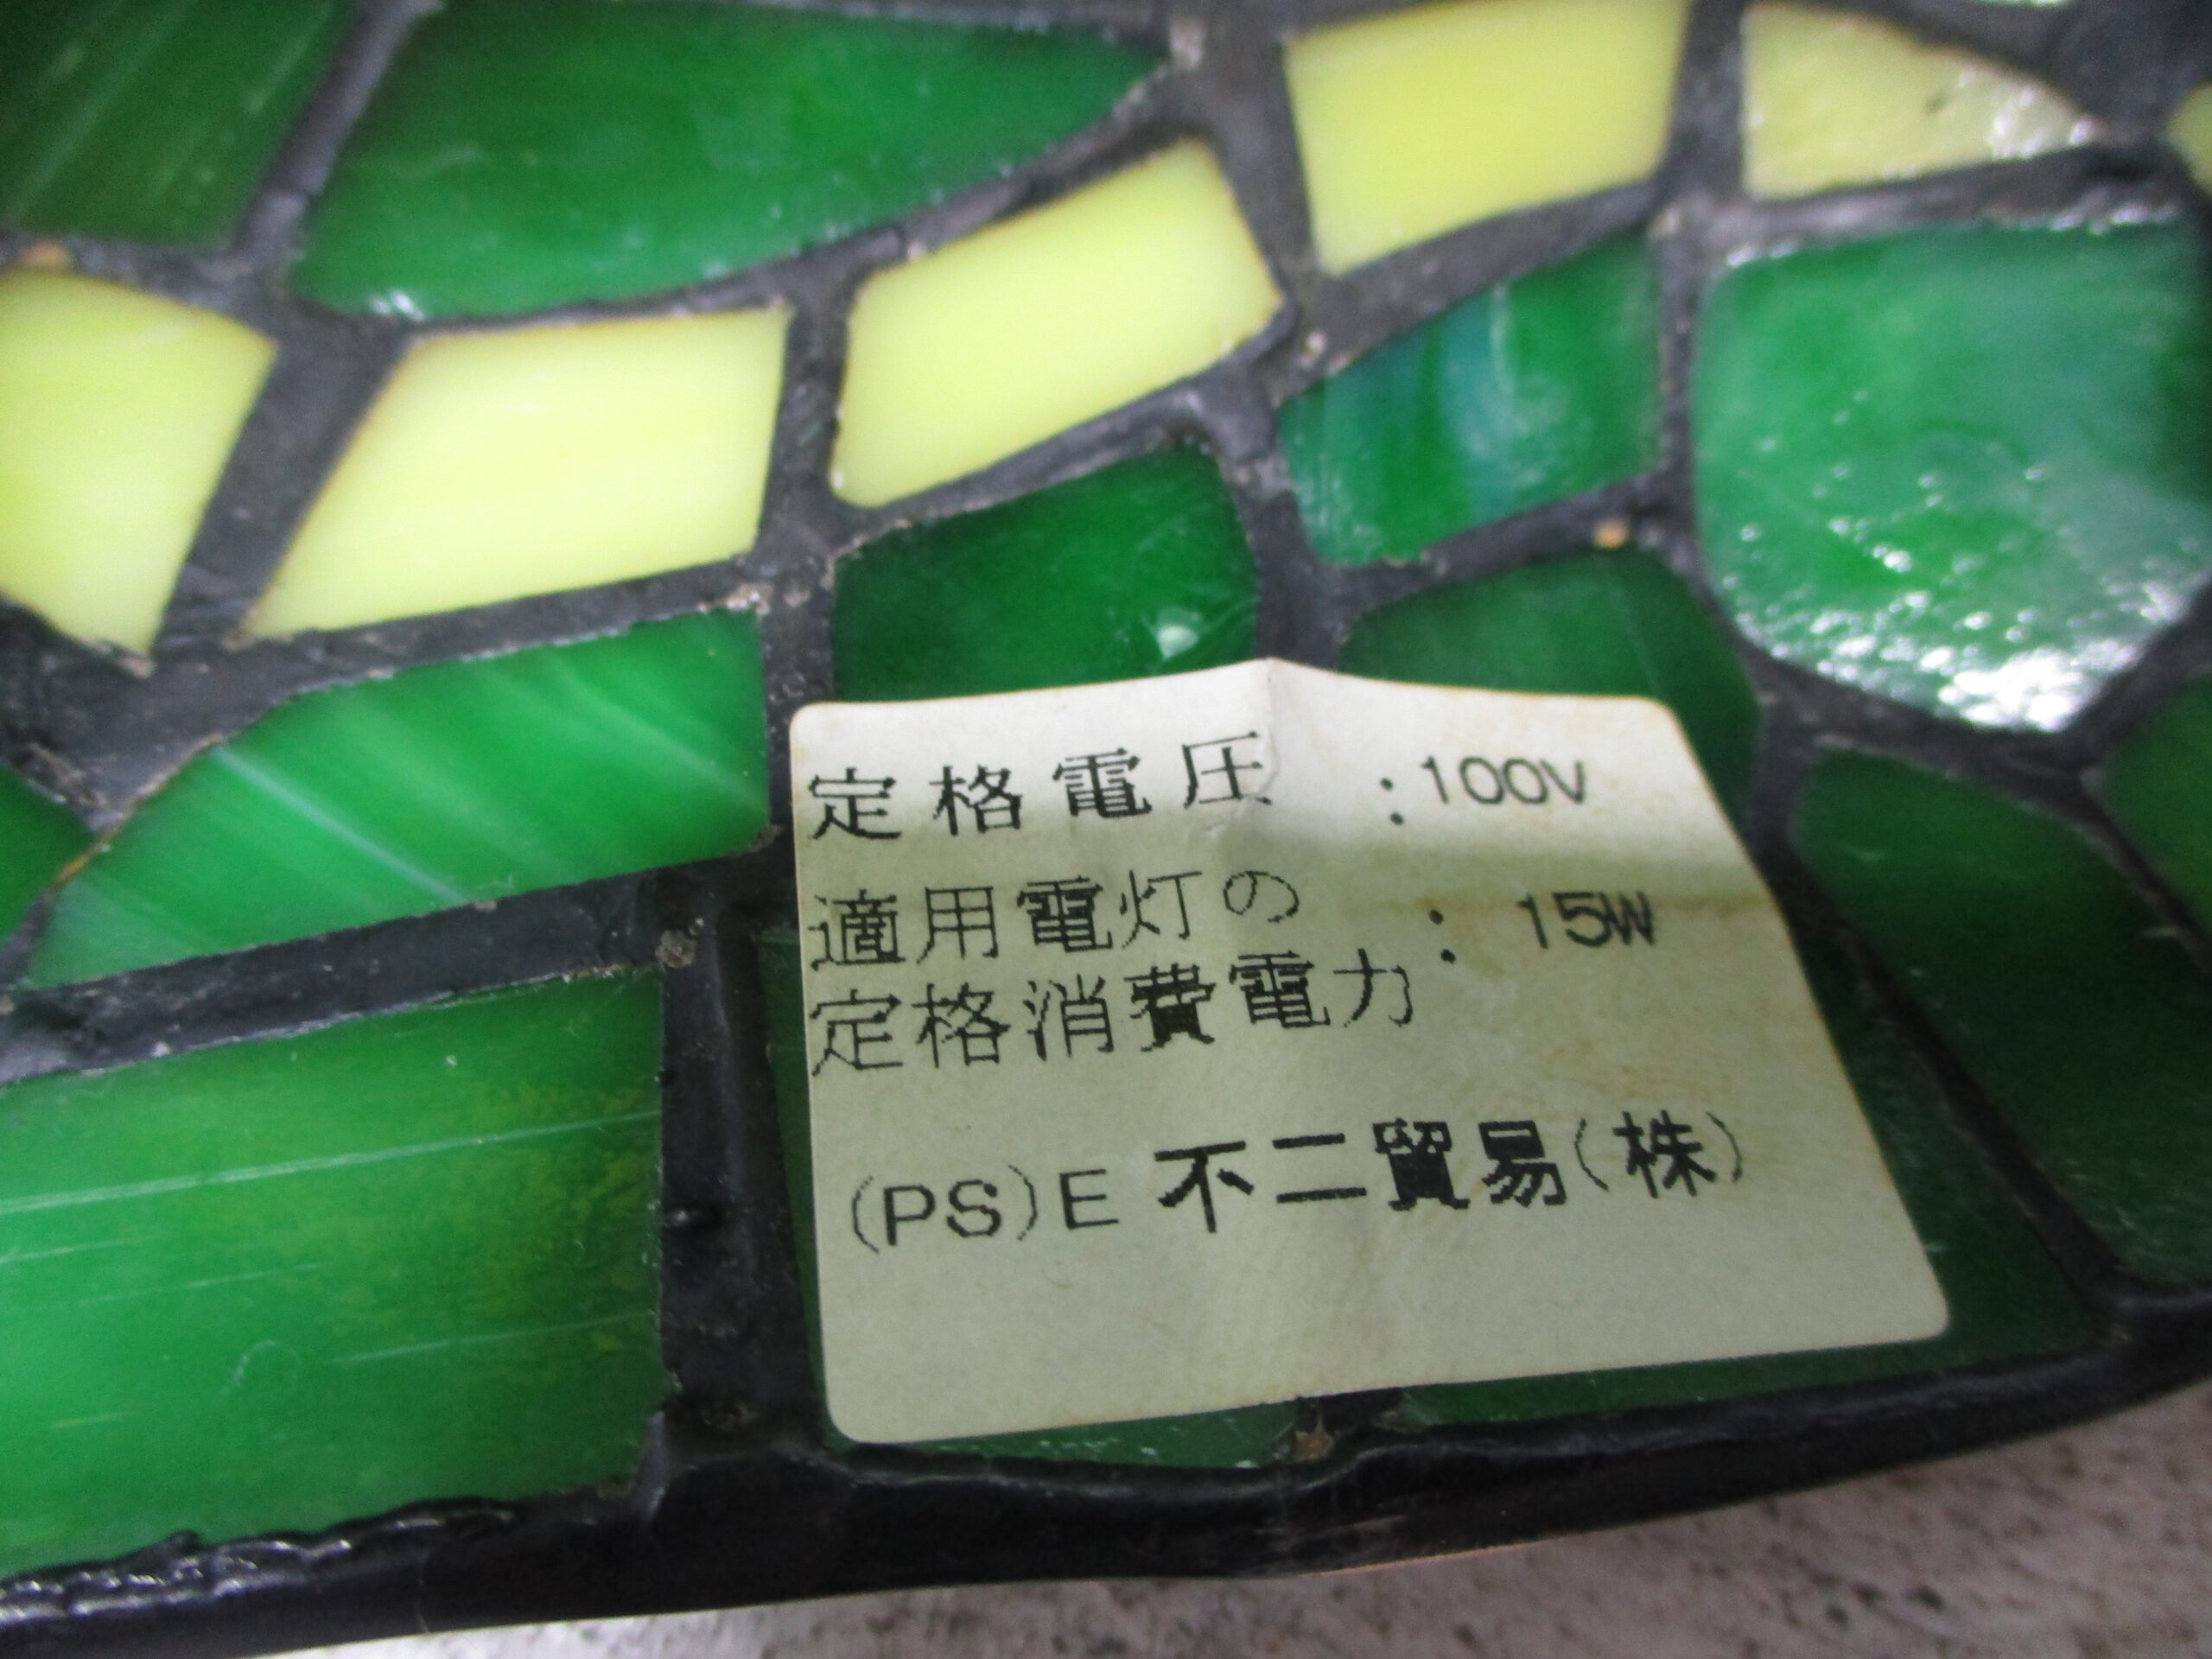 定格電圧 :100V
適用電灯の : 15W
定格消費電力
(PS)E 不二貿易(株)